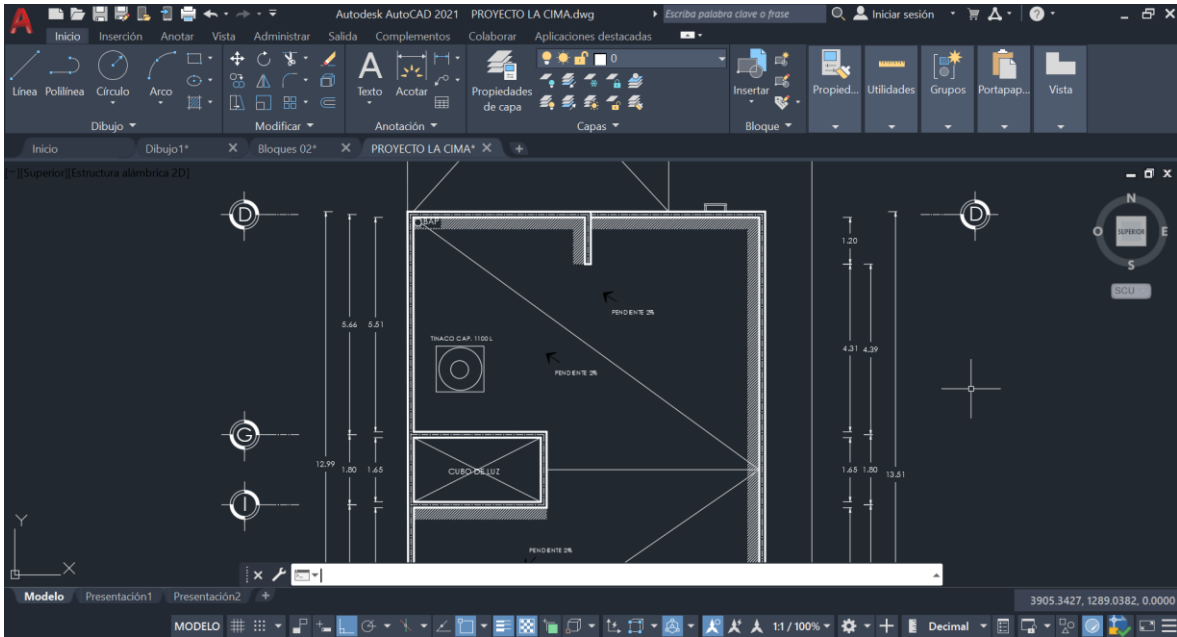 Autodesk AutoCAD 2021 PROYECTO LA CIMA.dwg
Escriba palabra clave o frase
Iniciar sesión
Inicio Inserción Anotar Vista Administrar Salida Complementos Colaborar Aplicaciones destacadas
Línea Polilínea Círculo Arco
Texto Acotar
Propiedades de capa
0
Insertar
Propied... Utilidades Grupos Portapap... Vista
Dibujo Modificar Anotación Capas Bloque
Inicio Dibujo1* Bloques 02* PROYECTO LA CIMA*
[−][Superior][Estructura alámbrica 2D]
N
O SUPERIOR E
S
SCU
D
BAP
D
1.20
PENDIENTE 2%
5.66 5.51
TINACO CAP. 1100 L
4.31 4.39
PENDIENTE 2%
G
12.99 1.80 1.65
CUBO DE LUZ
1.65 1.80 13.51
I
PENDIENTE 2%
Y
X
Modelo Presentación1 Presentación2
3905.3427, 1289.0382, 0.0000
MODELO
1:1 / 100%
Decimal